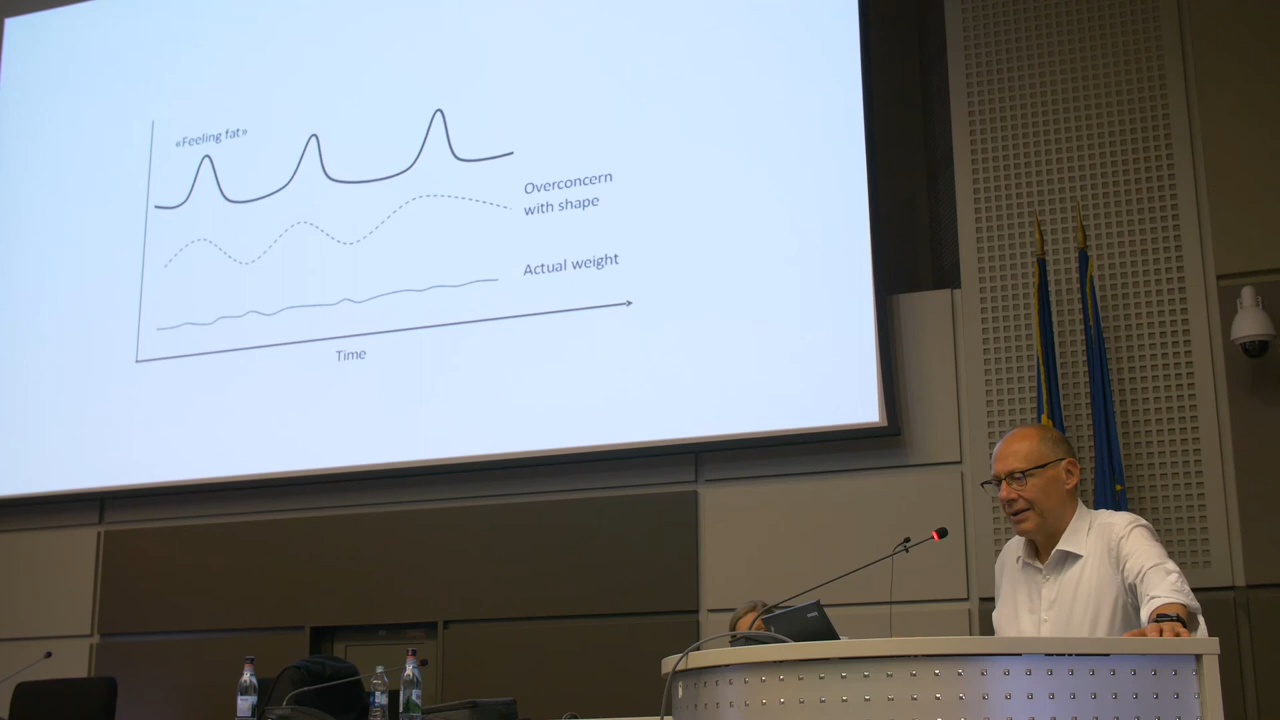 «Feeling fat»
Overconcern
with shape
Actual weight
Time